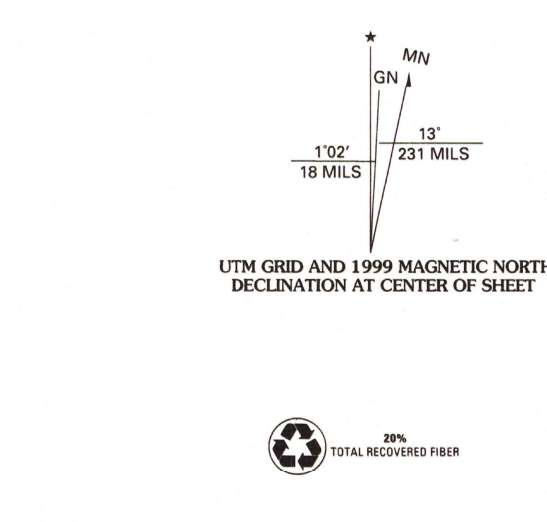 MN
GN
13°
231 MILS
1°02'
18 MILS
UTM GRID AND 1999 MAGNETIC NORTH
DECLINATION AT CENTER OF SHEET
20%
TOTAL RECOVERED FIBER